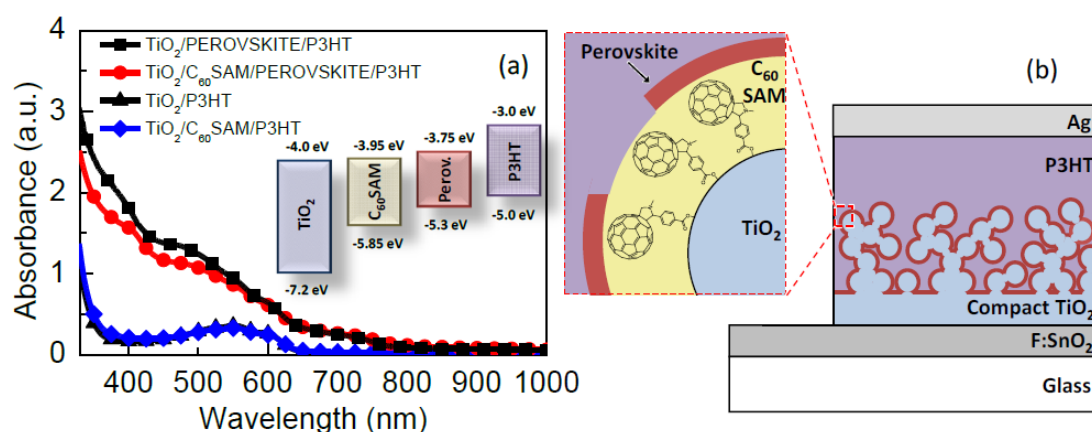 4
3
2
1
0
Absorbance (a.u.)
TiO₂/PEROVSKITE/P3HT
TiO₂/C₆₀SAM/PEROVSKITE/P3HT
TiO₂/P3HT
TiO₂/C₆₀SAM/P3HT
(a)
-4.0 eV
TiO₂
-7.2 eV
-3.95 eV
C₆₀SAM
-5.85 eV
-3.75 eV
Perov.
-5.3 eV
-3.0 eV
P3HT
-5.0 eV
400 500 600 700 800 900 1000
Wavelength (nm)
Perovskite
C₆₀
SAM
TiO₂
(b)
Ag
P3HT
Compact TiO₂
F:SnO₂
Glass